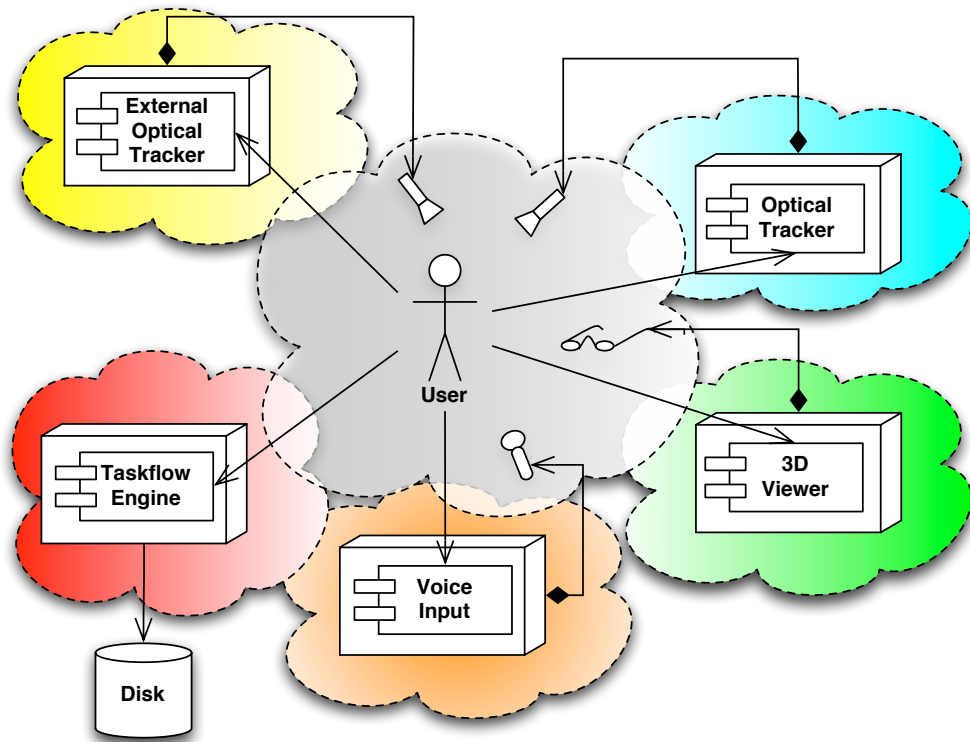 External
Optical
Tracker
Optical
Tracker
User
Taskflow
Engine
3D
Viewer
Voice
Input
Disk